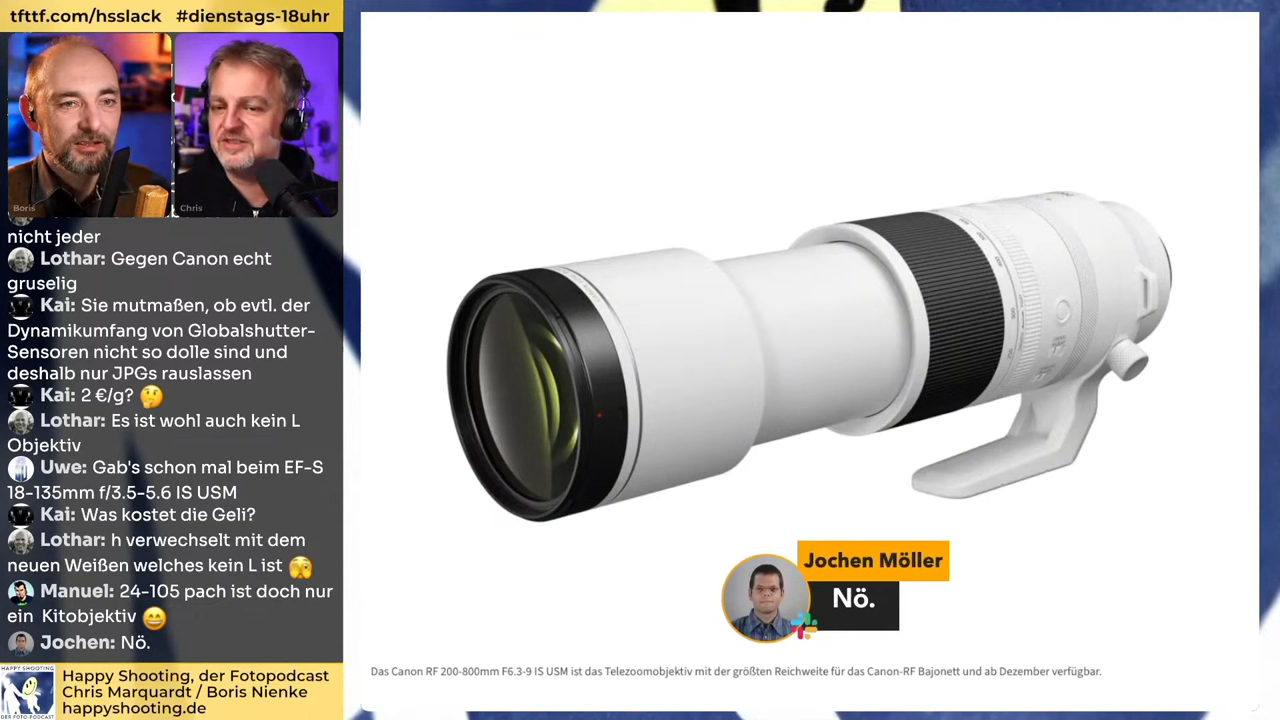 tfttf.com/hsslack #dienstags-18uhr
Boris
Chris
nicht jeder
Lothar: Gegen Canon echt
gruselig
Kai: Sie mutmaßen, ob evtl. der
Dynamikumfang von Globalshutter-
Sensoren nicht so dolle sind und
deshalb nur JPGs rauslassen
Kai: 2 €/g? 🤔
Lothar: Es ist wohl auch kein L
Objektiv
Uwe: Gab's schon mal beim EF-S
18-135mm f/3.5-5.6 IS USM
Kai: Was kostet die Geli?
Lothar: h verwechselt mit dem
neuen Weißen welches kein L ist 🫣
Manuel: 24-105 pach ist doch nur
ein Kitobjektiv 😄
Jochen: Nö.
HAPPY SHOOTING
DER FOTO-PODCAST
Happy Shooting, der Fotopodcast
Chris Marquardt / Boris Nienke
happyshooting.de
Jochen Möller
Nö.
Das Canon RF 200-800mm F6.3-9 IS USM ist das Telezoomobjektiv mit der größten Reichweite für das Canon-RF Bajonett und ab Dezember verfügbar.